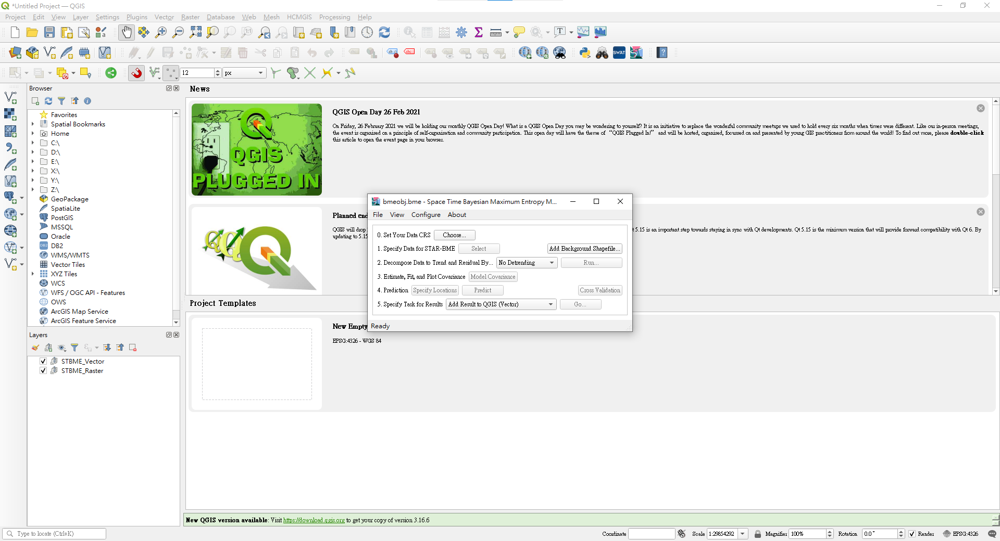 *Untitled Project — QGIS
Project Edit View Layer Settings Plugins Vector Raster Database Web Mesh HCMGIS Processing Help
12 px
Browser
Favorites
Spatial Bookmarks
Home
C:\
D:\
E:\
X:\
Y:\
Z:\
GeoPackage
SpatiaLite
PostGIS
MSSQL
Oracle
DB2
WMS/WMTS
Vector Tiles
XYZ Tiles
WCS
WFS / OGC API - Features
OWS
ArcGIS Map Service
ArcGIS Feature Service
Layers
STBME_Vector
STBME_Raster
News
QGIS
PLUGGED IN
QGIS Open Day 26 Feb 2021
On Friday, 26 February 2021 we will be holding our monthly QGIS Open Day! What is a QGIS Open Day you may be wondering to yourself? It is an initiative to replace the wonderful community meetups we used to hold every six months when times were different. Like our in-person meetings,
the event is organised on a principle of self-organisation and community participation. This open day will have the theme of “QGIS Plugged In!” and will be hosted, organised, focussed on and presented by young GIS practitioners from around the world! To find out more, please double-click
this article to open the event page in your browser.
Planned end
QGIS will drop
t 5.15 is an important step towards staying in sync with Qt developments. Qt 5.15 is the minimum version that will provide forward compatibility with Qt 6. By
updating to 5.15
bmeobj.bme - Space Time Bayesian Maximum Entropy M...
File View Configure About
0. Set Your Data CRS Choose...
1. Specify Data for STAR-BME Select Add Background Shapefile...
2. Decompose Data to Trend and Residual By... No Detrending Run...
3. Estimate, Fit, and Plot Covariance Model Covariance
4. Prediction Specify Locations Predict Cross Validation
5. Specify Task for Results Add Result to QGIS (Vector) Go...
Ready
Project Templates
New Empty
EPSG:4326 - WGS 84
New QGIS version available: Visit https://download.qgis.org to get your copy of version 3.16.6
Type to locate (Ctrl+K) Coordinate Scale 1:29854292 Magnifier 100% Rotation 0.0 ° Render EPSG:4326